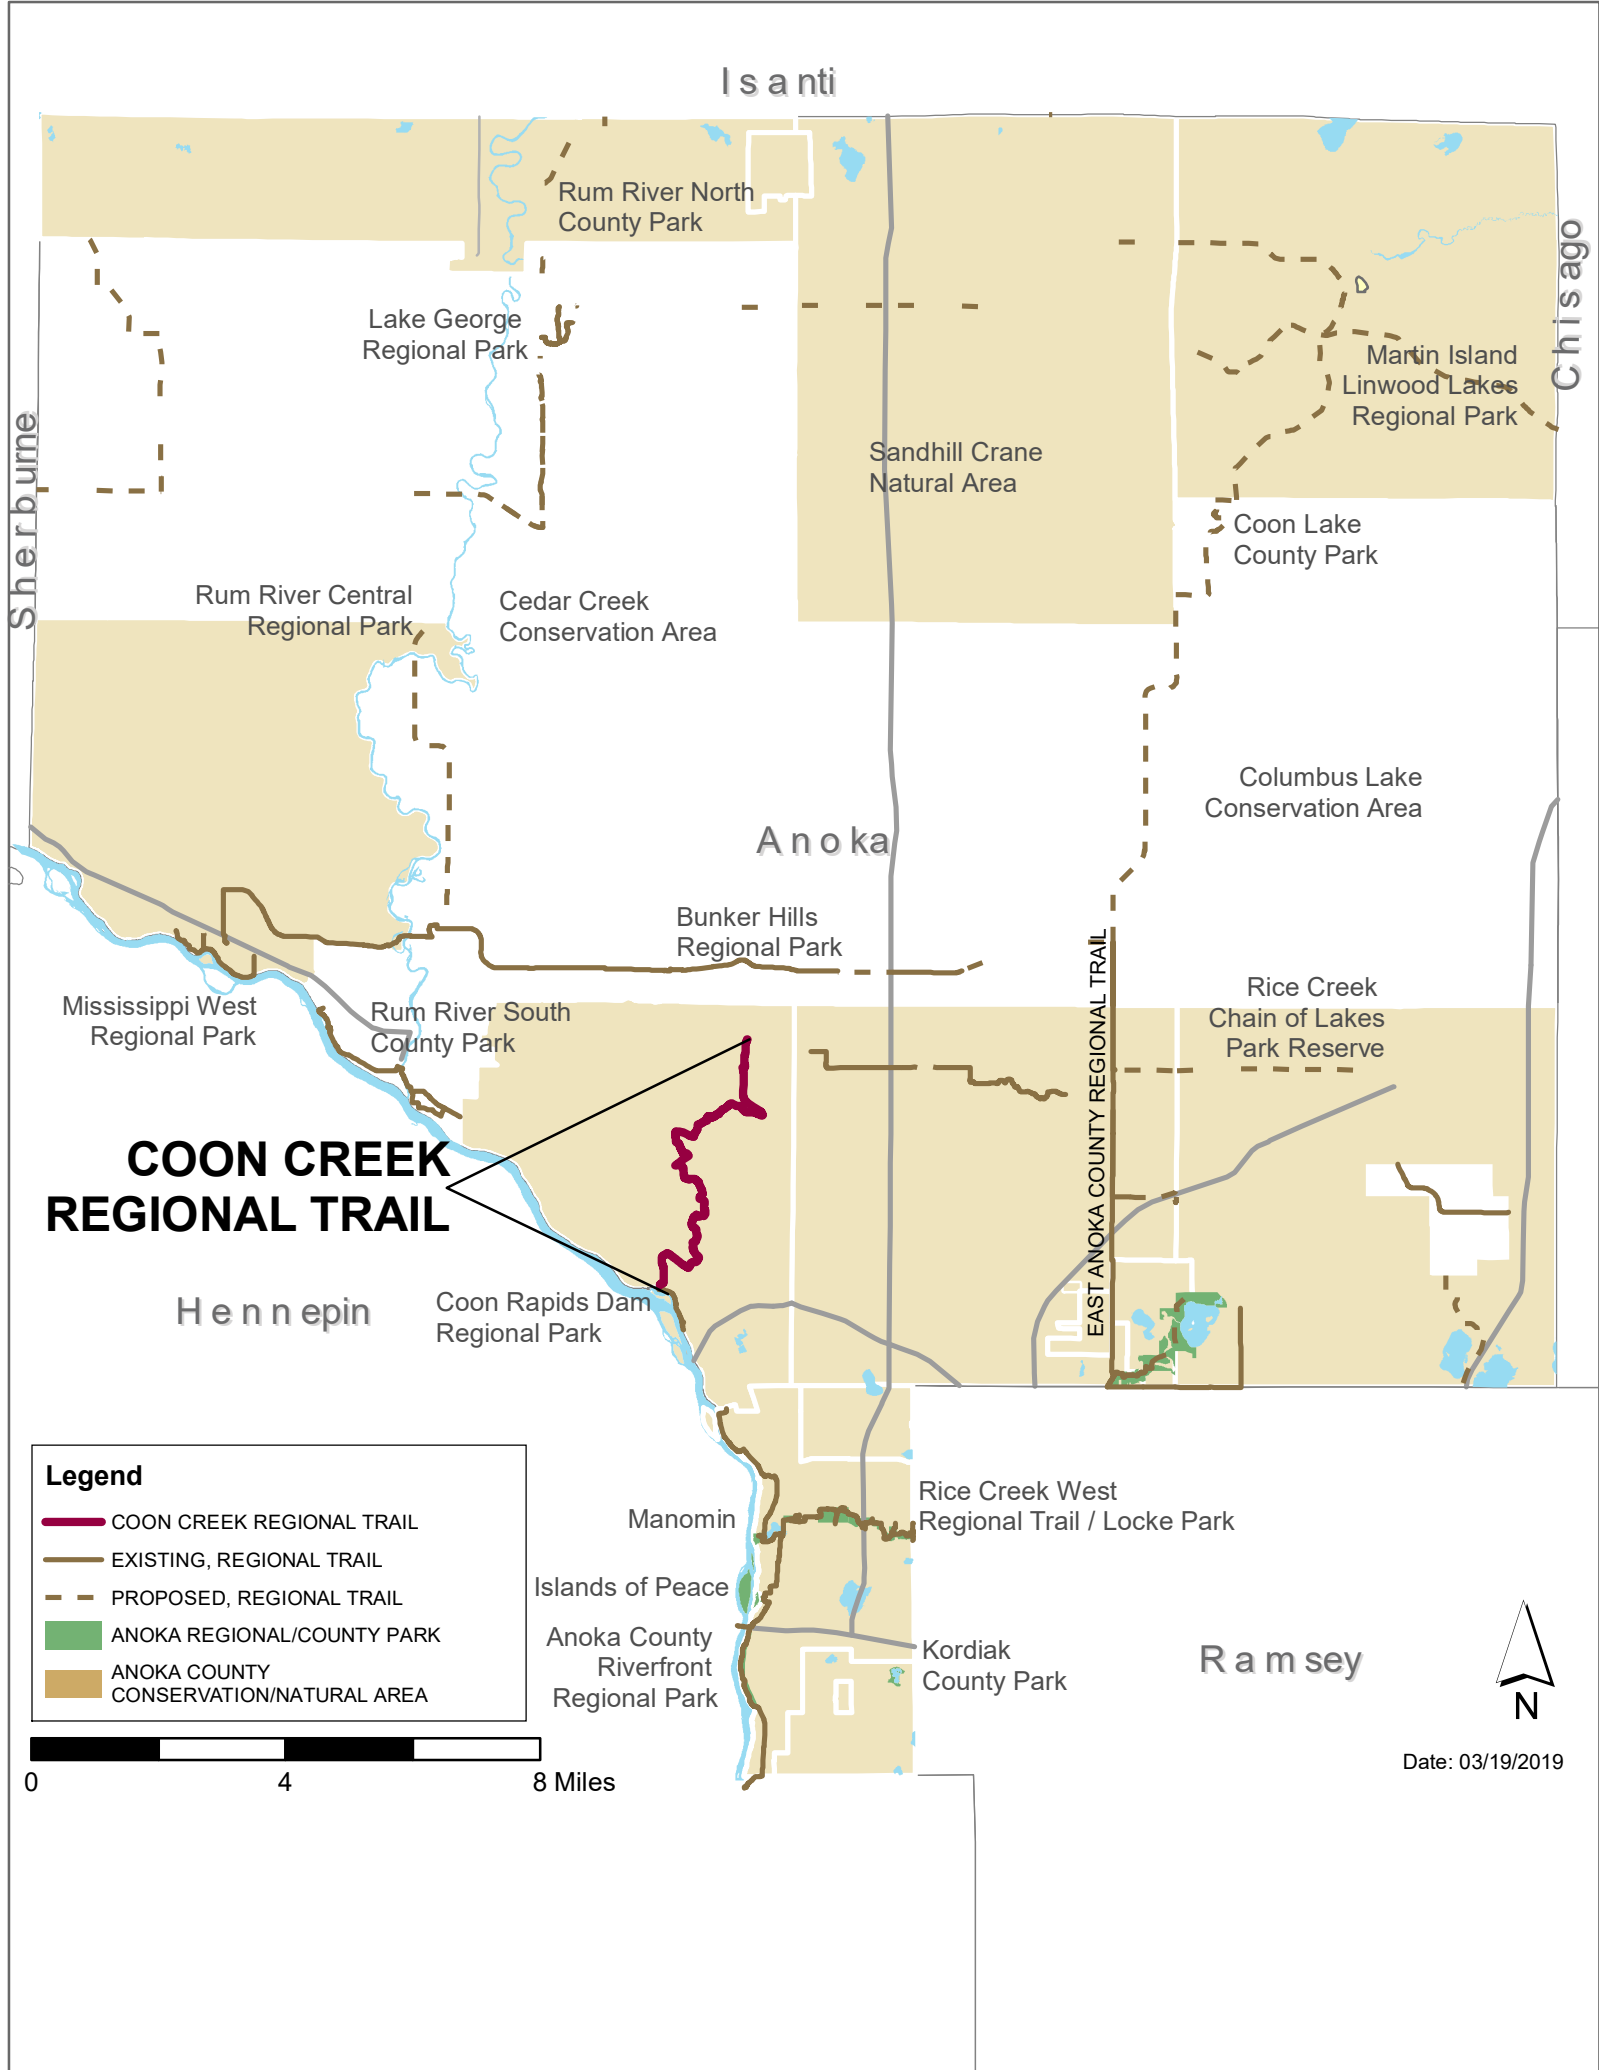 Isanti
Rum River North
County Park
Chisago
Lake George
Regional Park
Martin Island
Linwood Lakes
Regional Park
Sherburne
Sandhill Crane
Natural Area
Coon Lake
County Park
Rum River Central
Regional Park
Cedar Creek
Conservation Area
Columbus Lake
Conservation Area
Anoka
Bunker Hills
Regional Park
EAST ANOKA COUNTY REGIONAL TRAIL
Mississippi West
Regional Park
Rum River South
County Park
Rice Creek
Chain of Lakes
Park Reserve
COON CREEK
REGIONAL TRAIL
Hennepin
Coon Rapids Dam
Regional Park
Legend
COON CREEK REGIONAL TRAIL
EXISTING, REGIONAL TRAIL
PROPOSED, REGIONAL TRAIL
ANOKA REGIONAL/COUNTY PARK
ANOKA COUNTY
CONSERVATION/NATURAL AREA
Manomin
Rice Creek West
Regional Trail / Locke Park
Islands of Peace
Anoka County
Riverfront
Regional Park
Kordiak
County Park
Ramsey
N
0 4 8 Miles
Date: 03/19/2019